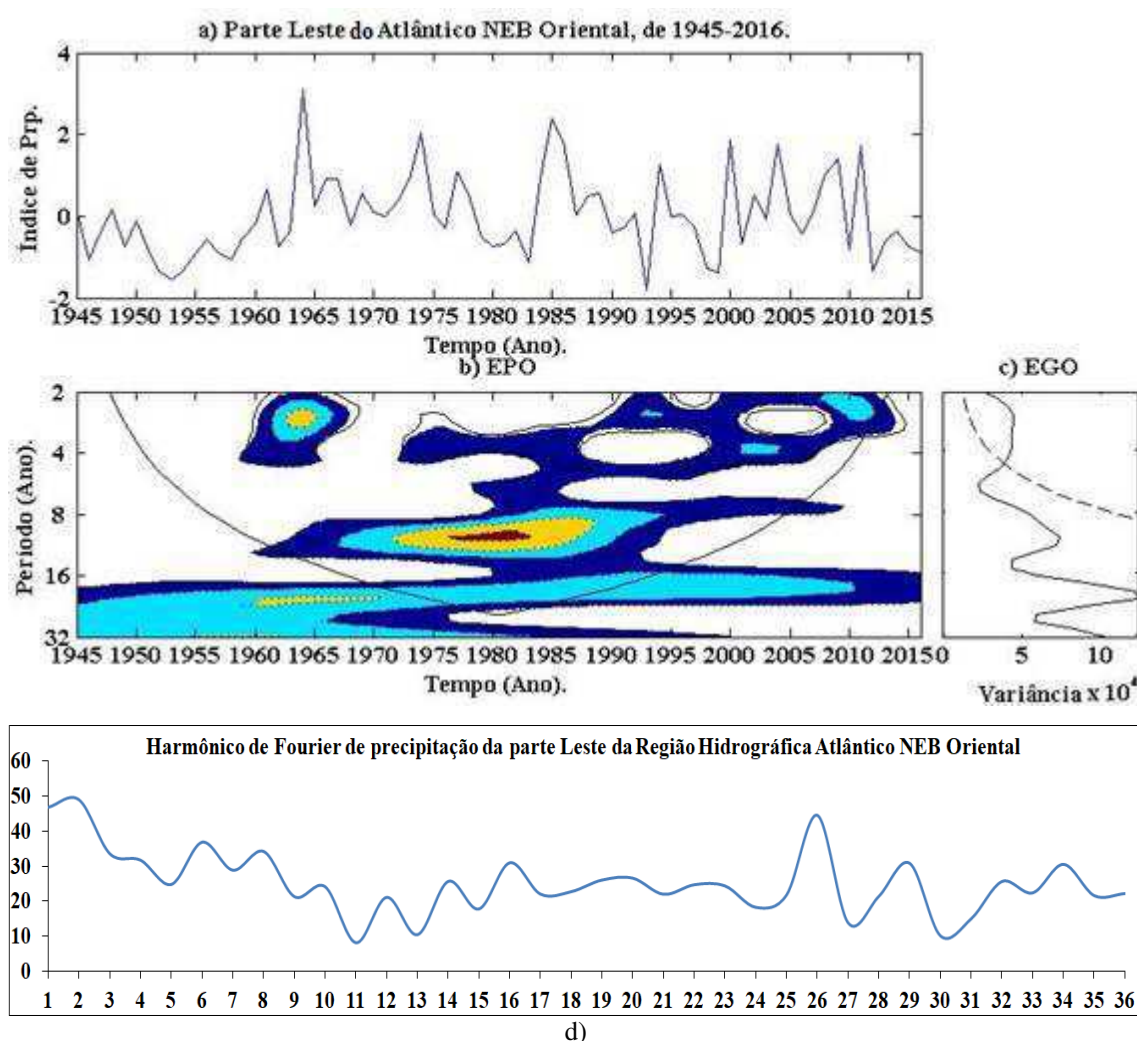 a) Parte Leste do Atlântico NEB Oriental, de 1945-2016.
4
2
0
-2
Índice de Prp.
1945 1950 1955 1960 1965 1970 1975 1980 1985 1990 1995 2000 2005 2010 2015
Tempo (Ano).
b) EPO
c) EGO
2
4
8
16
32
Período (Ano).
1945 1950 1955 1960 1965 1970 1975 1980 1985 1990 1995 2000 2005 2010 2015
0 5 10
Tempo (Ano).
Variância x 10⁴
Harmônico de Fourier de precipitação da parte Leste da Região Hidrográfica Atlântico NEB Oriental
60
50
40
30
20
10
0
1 2 3 4 5 6 7 8 9 10 11 12 13 14 15 16 17 18 19 20 21 22 23 24 25 26 27 28 29 30 31 32 33 34 35 36
d)